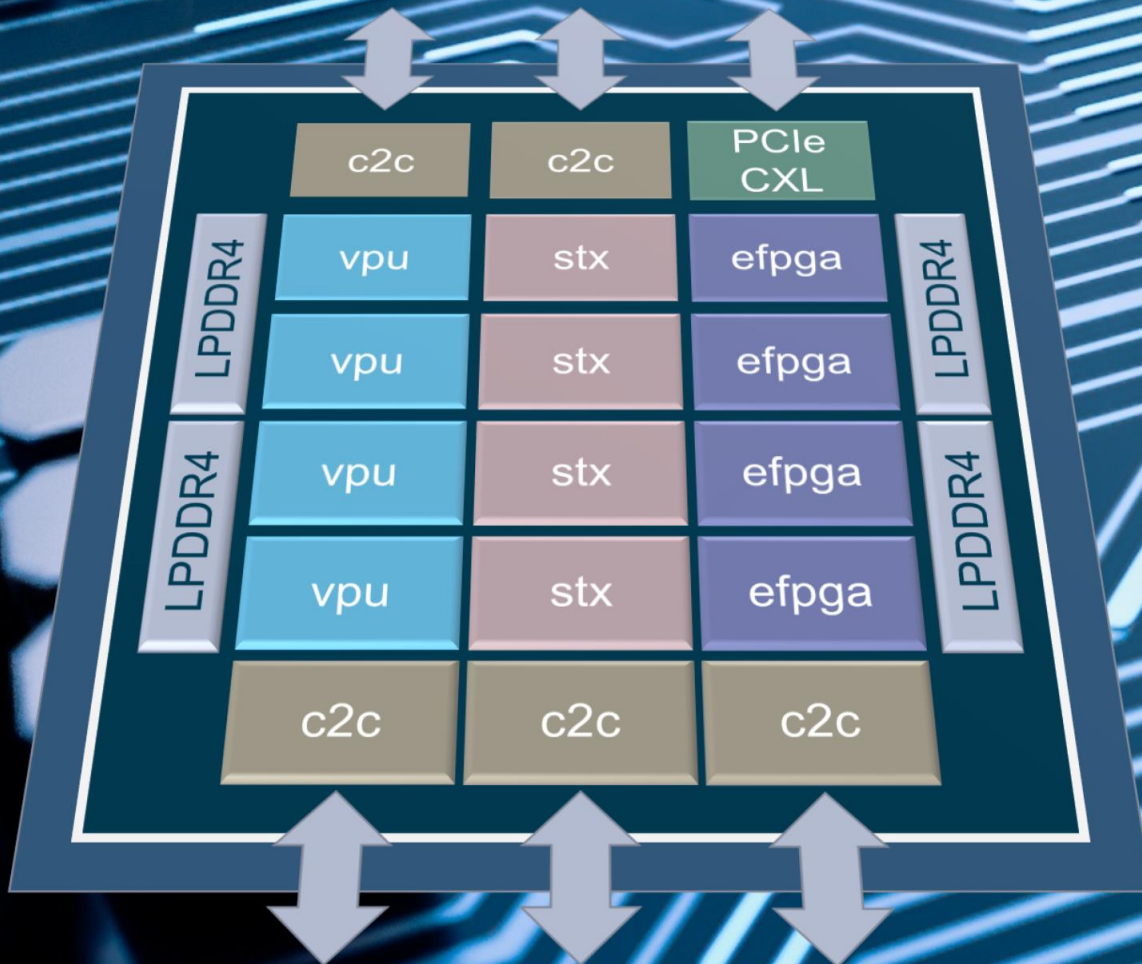 c2c
c2c
PCIe
CXL
LPDDR4
vpu
stx
efpga
LPDDR4
vpu
stx
efpga
LPDDR4
vpu
stx
efpga
LPDDR4
vpu
stx
efpga
c2c
c2c
c2c